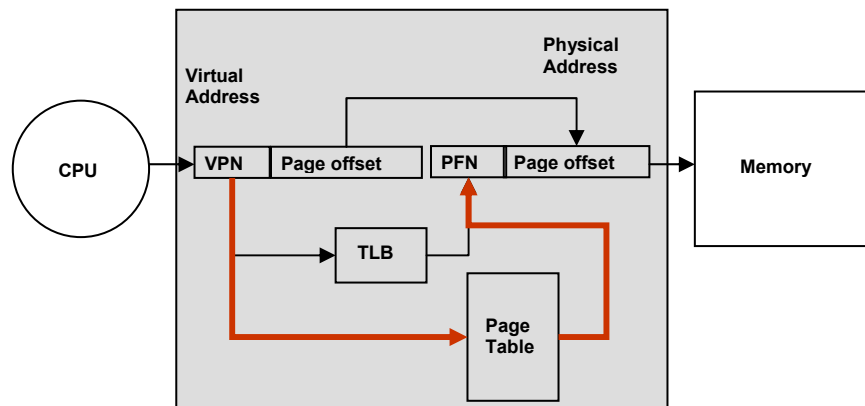 Physical
Address
Virtual
Address
CPU
VPN
Page offset
PFN
Page offset
Memory
TLB
Page
Table